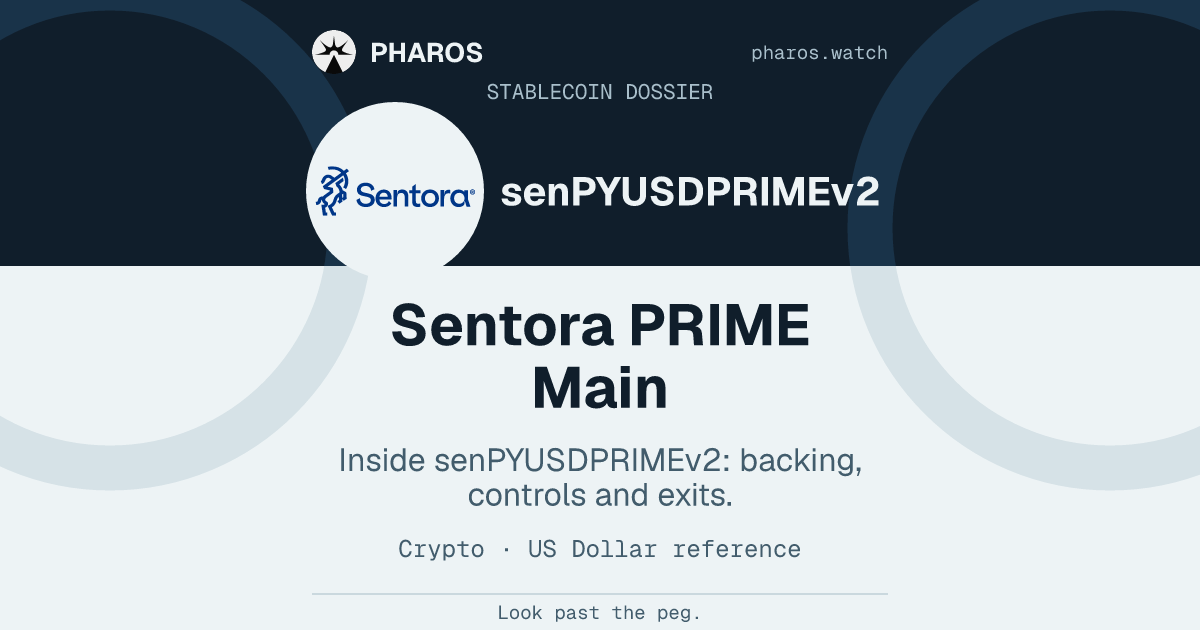 PHAROS
pharos.watch
STABLECOIN DOSSIER
Sentora®
senPYUSDPRIMEv2
Sentora PRIME
Main
Inside senPYUSDPRIMEv2: backing,
controls and exits.
Crypto · US Dollar reference
Look past the peg.